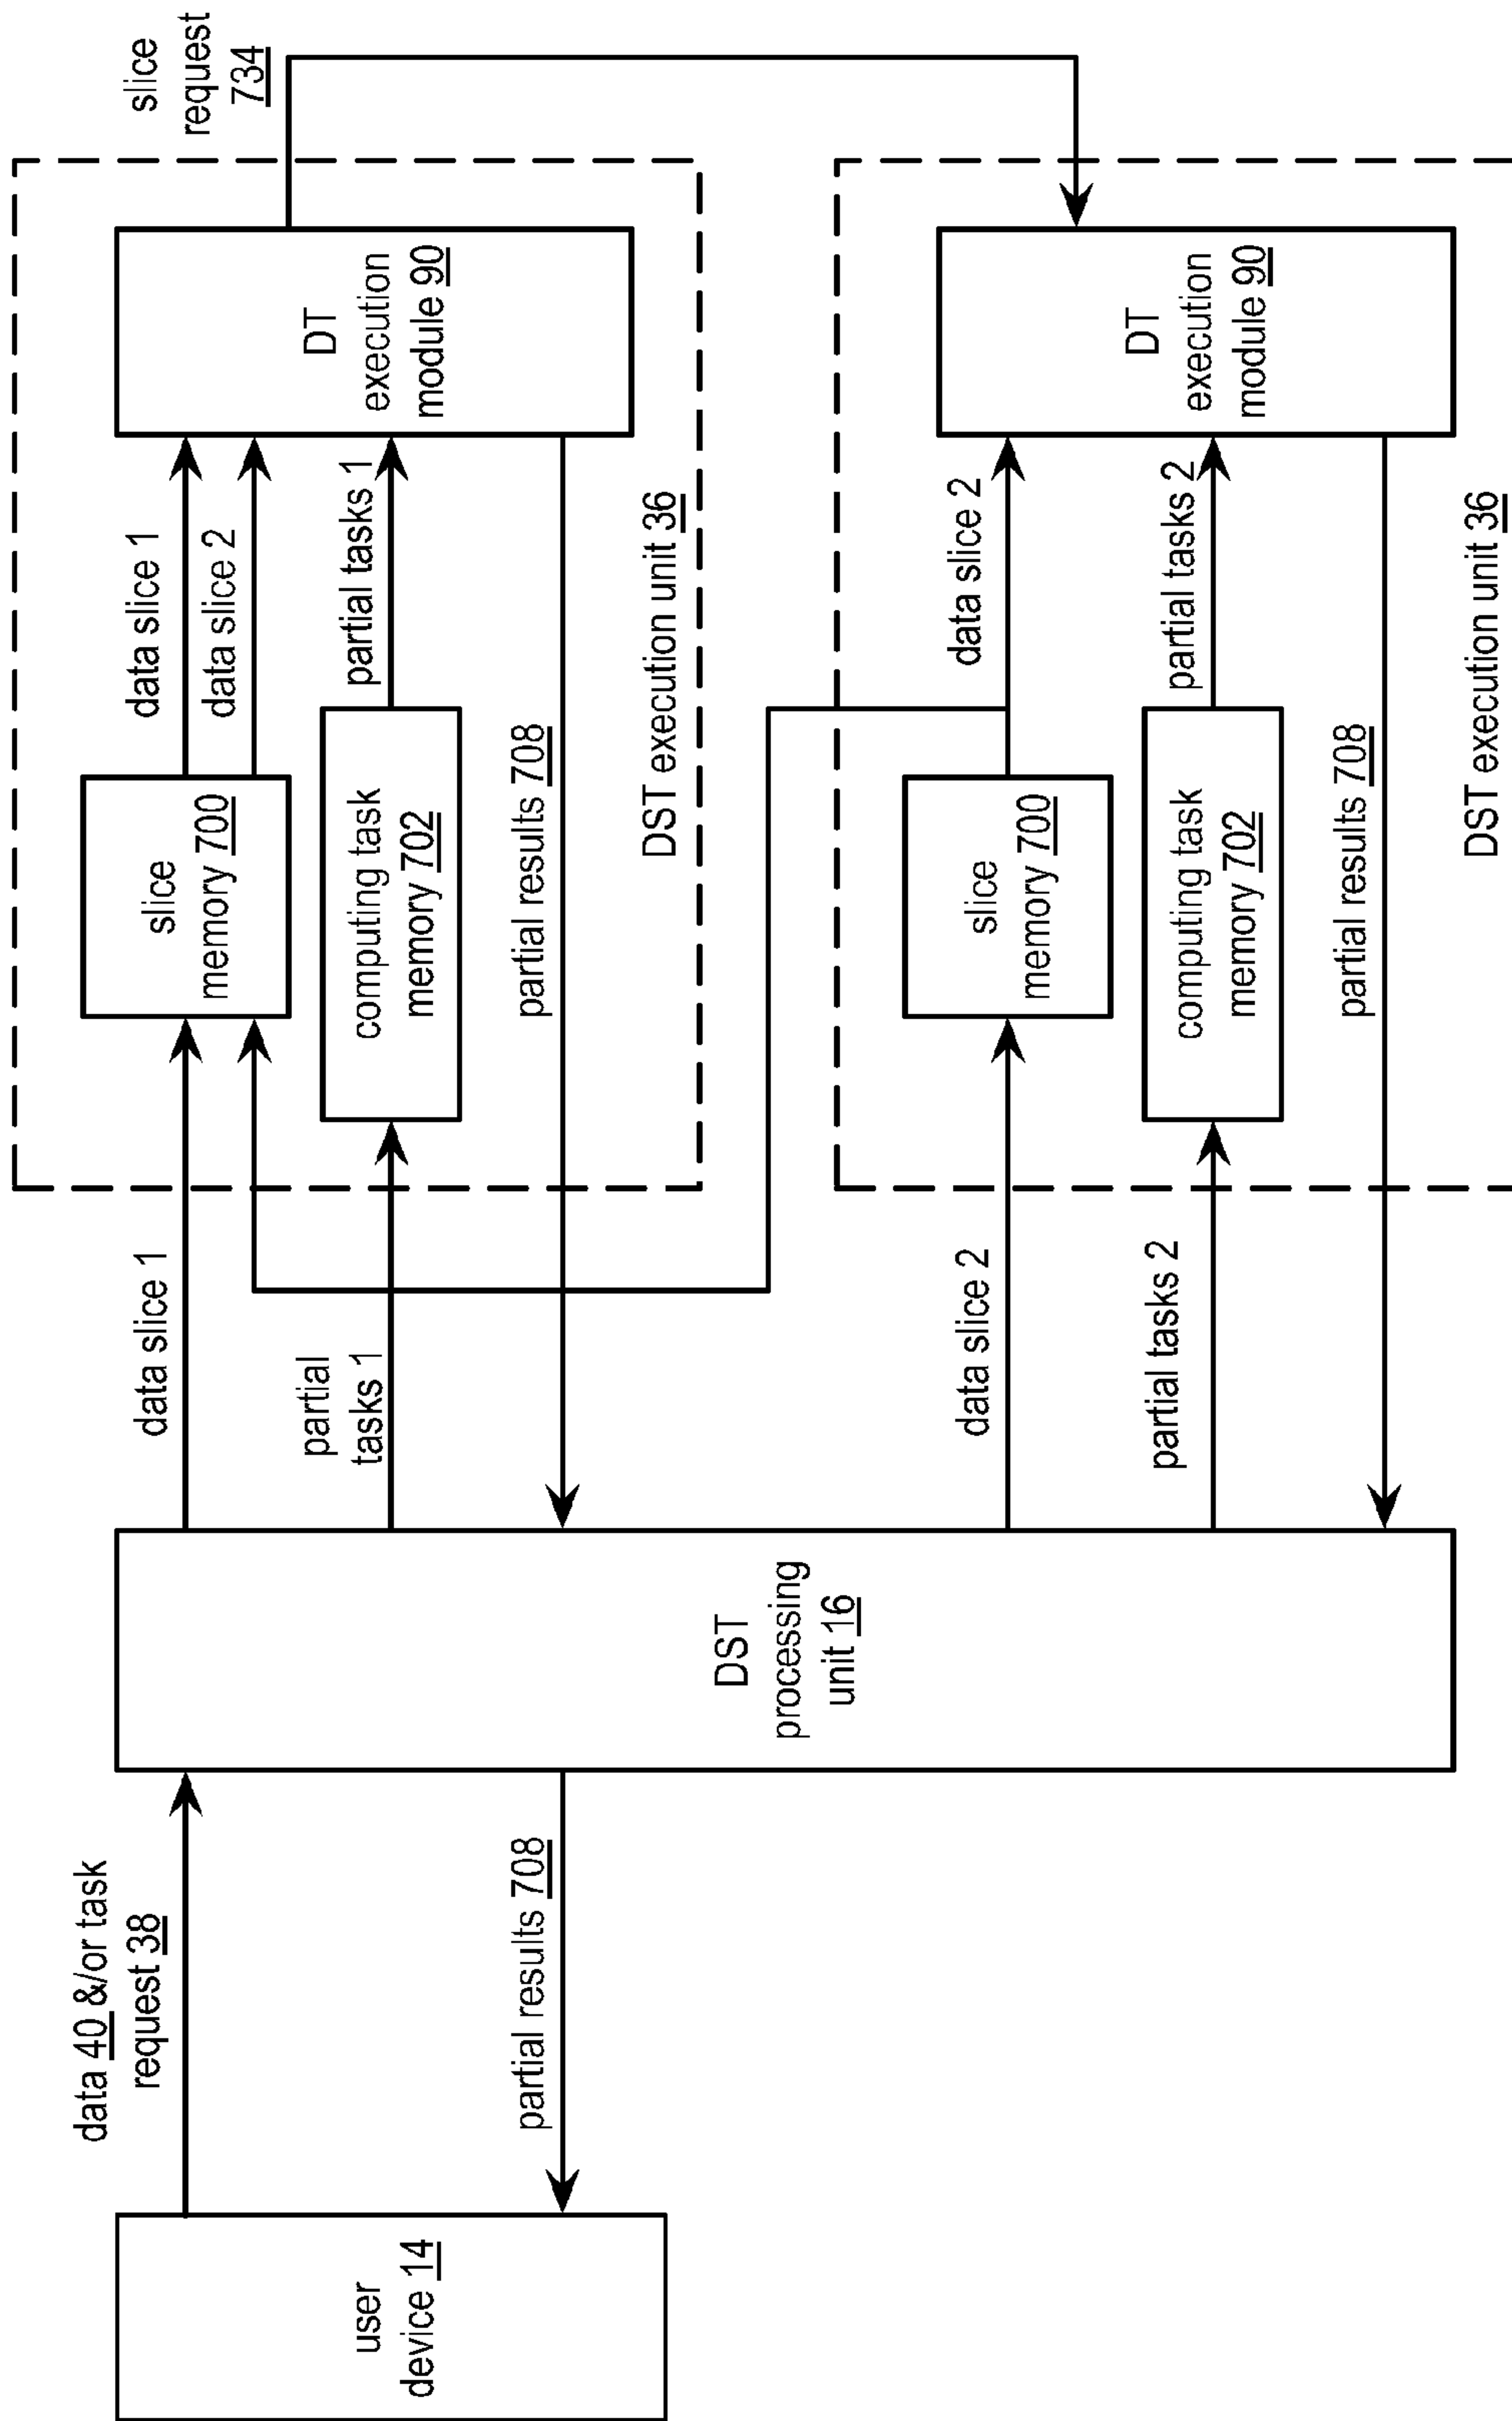 data 40 &/or task
request 38
user
device 14
partial results 708
DST
processing
unit 16
data slice 1
partial
tasks 1
slice
memory 700
computing task
memory 702
data slice 1
data slice 2
partial tasks 1
partial results 708
DT
execution
module 90
DST execution unit 36
slice
request
734
data slice 2
partial tasks 2
slice
memory 700
computing task
memory 702
data slice 2
partial tasks 2
partial results 708
DT
execution
module 90
DST execution unit 36